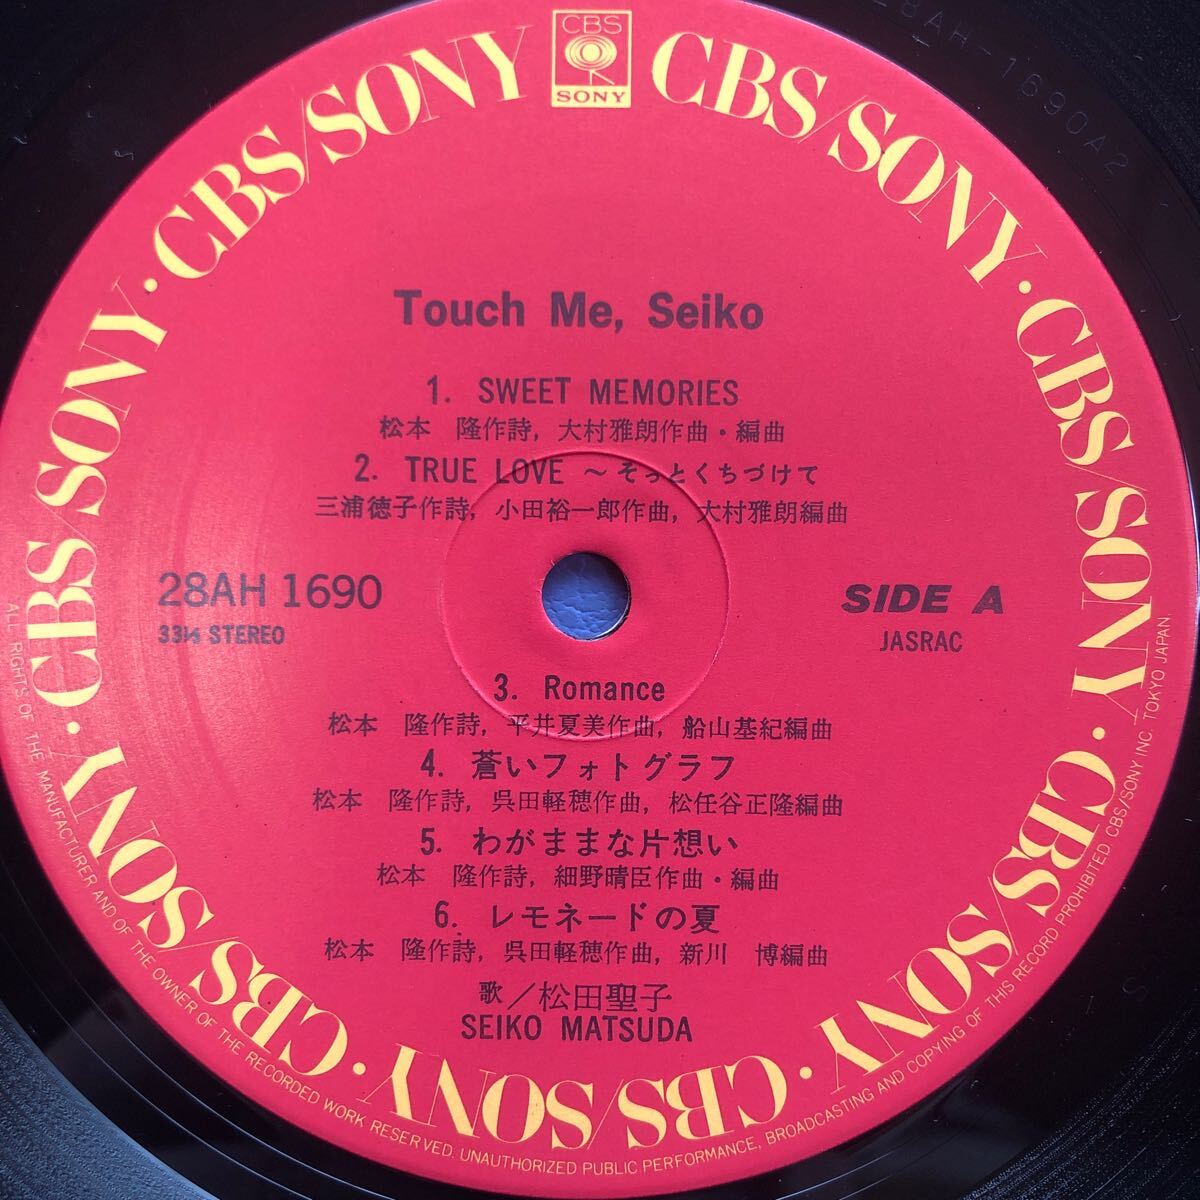 CBS
SONY
CBS/SONY · CBS/SONY · CBS/SONY · CBS/SONY · CBS/SONY · CBS/SONY · CBS/SONY · CBS/SONY
28AH-1690A2
Touch Me, Seiko
1. SWEET MEMORIES
松本 隆作詩, 大村雅朗作曲・編曲
2. TRUE LOVE ～そっとくちづけて
三浦徳子作詩, 小田裕一郎作曲, 大村雅朗編曲
28AH 1690
33⅓ STEREO
SIDE A
JASRAC
3. Romance
松本 隆作詩, 平井夏美作曲, 船山基紀編曲
4. 蒼いフォトグラフ
松本 隆作詩, 呉田軽穂作曲, 松任谷正隆編曲
5. わがままな片想い
松本 隆作詩, 細野晴臣作曲・編曲
6. レモネードの夏
松本 隆作詩, 呉田軽穂作曲, 新川 博編曲
歌／松田聖子
SEIKO MATSUDA
ALL RIGHTS OF THE MANUFACTURER AND OF THE OWNER OF THE RECORDED WORK RESERVED. UNAUTHORIZED PUBLIC PERFORMANCE, BROADCASTING AND COPYING OF THIS RECORD PROHIBITED. CBS/SONY INC. TOKYO JAPAN.